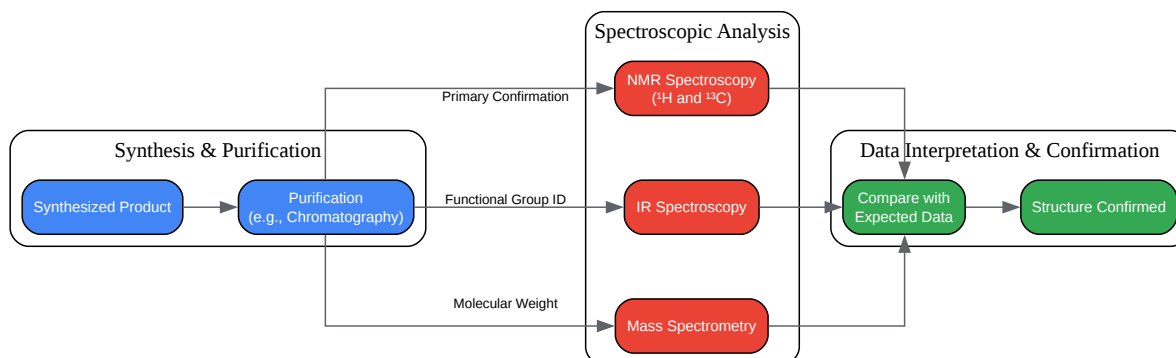 Synthesis & Purification
Synthesized Product
Purification
(e.g., Chromatography)
Primary Confirmation
Functional Group ID
Molecular Weight
Spectroscopic Analysis
NMR Spectroscopy
(¹H and ¹³C)
IR Spectroscopy
Mass Spectrometry
Data Interpretation & Confirmation
Compare with
Expected Data
Structure Confirmed